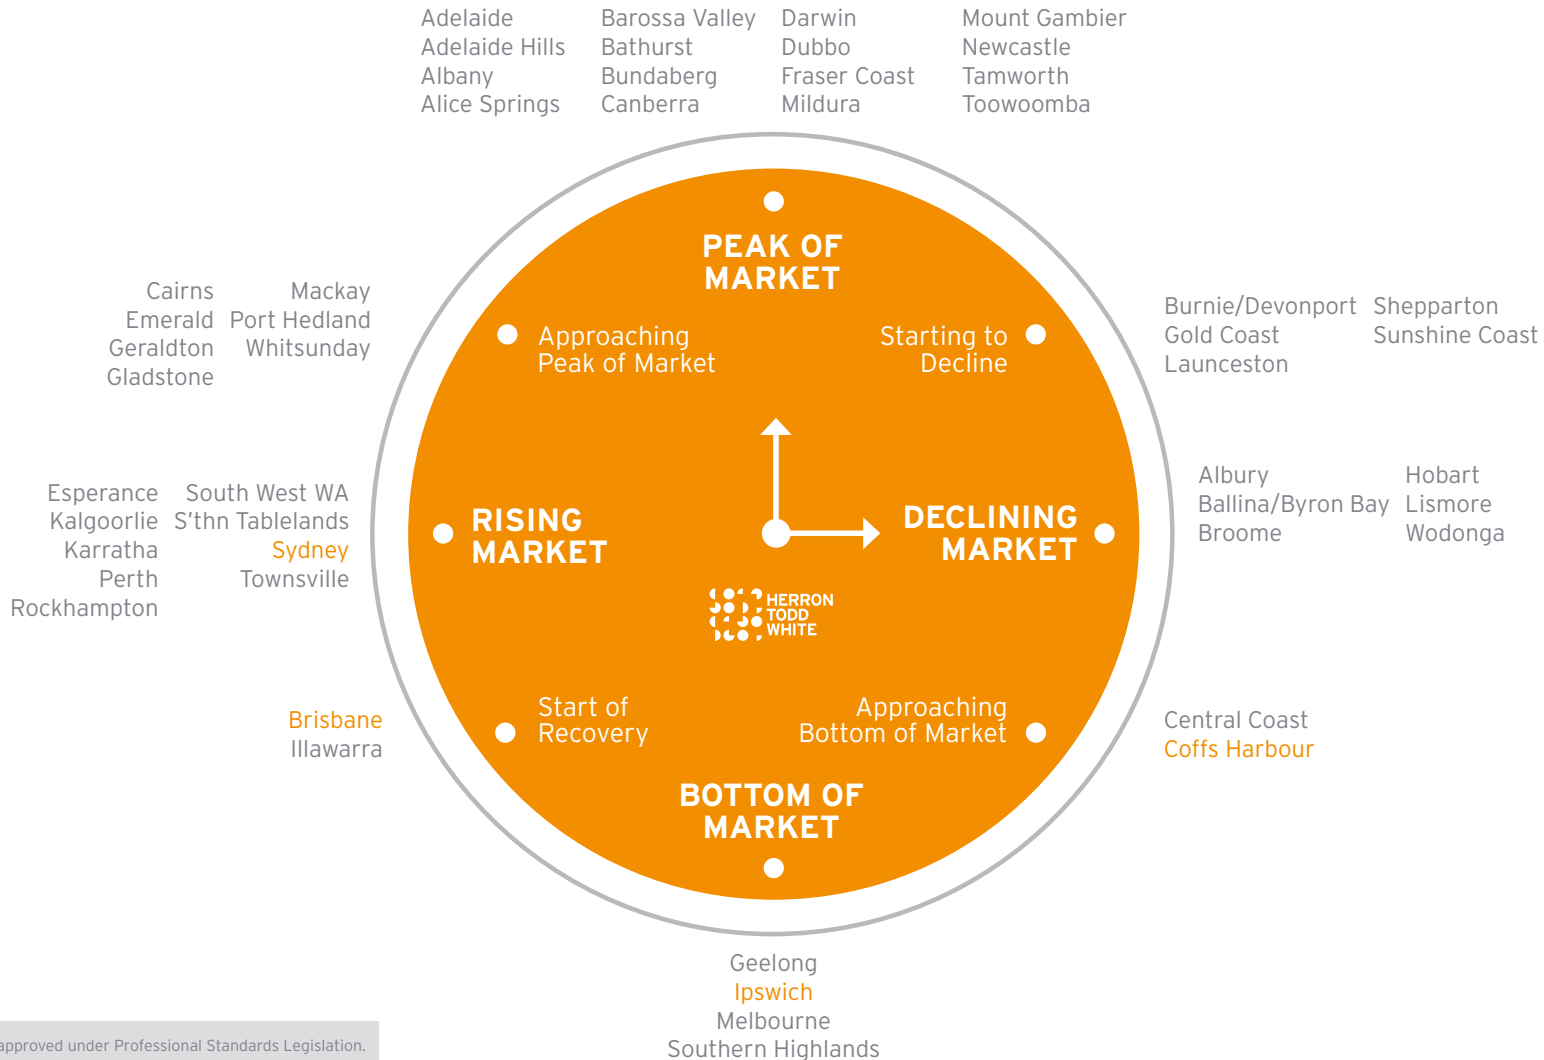 Adelaide Barossa Valley Darwin Mount Gambier
Adelaide Hills Bathurst Dubbo Newcastle
Albany Bundaberg Fraser Coast Tamworth
Alice Springs Canberra Mildura Toowoomba
PEAK OF
MARKET
Cairns Mackay
Emerald Port Hedland
Geraldton Whitsunday
Gladstone
Approaching
Peak of Market
Starting to
Decline
Burnie/Devonport Shepparton
Gold Coast Sunshine Coast
Launceston
Esperance South West WA
Kalgoorlie S'thn Tablelands
Karratha Sydney
Perth Townsville
Rockhampton
RISING
MARKET
DECLINING
MARKET
Albury Hobart
Ballina/Byron Bay Lismore
Broome Wodonga
HERRON
TODD
WHITE
Brisbane
Illawarra
Start of
Recovery
Approaching
Bottom of Market
Central Coast
Coffs Harbour
BOTTOM OF
MARKET
Geelong
Ipswich
Melbourne
Southern Highlands
approved under Professional Standards Legislation.